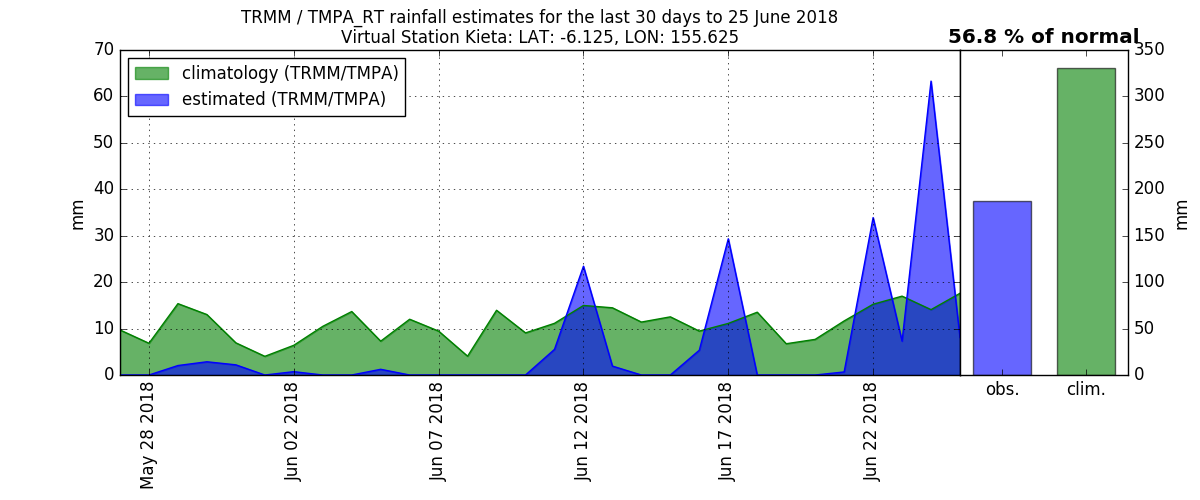 TRMM / TMPA_RT rainfall estimates for the last 30 days to 25 June 2018
Virtual Station Kieta: LAT: -6.125, LON: 155.625
56.8 % of normal
climatology (TRMM/TMPA)
estimated (TRMM/TMPA)
70
60
50
40
30
20
10
0
mm
May 28 2018
Jun 02 2018
Jun 07 2018
Jun 12 2018
Jun 17 2018
Jun 22 2018
obs.
clim.
350
300
250
200
150
100
50
0
mm